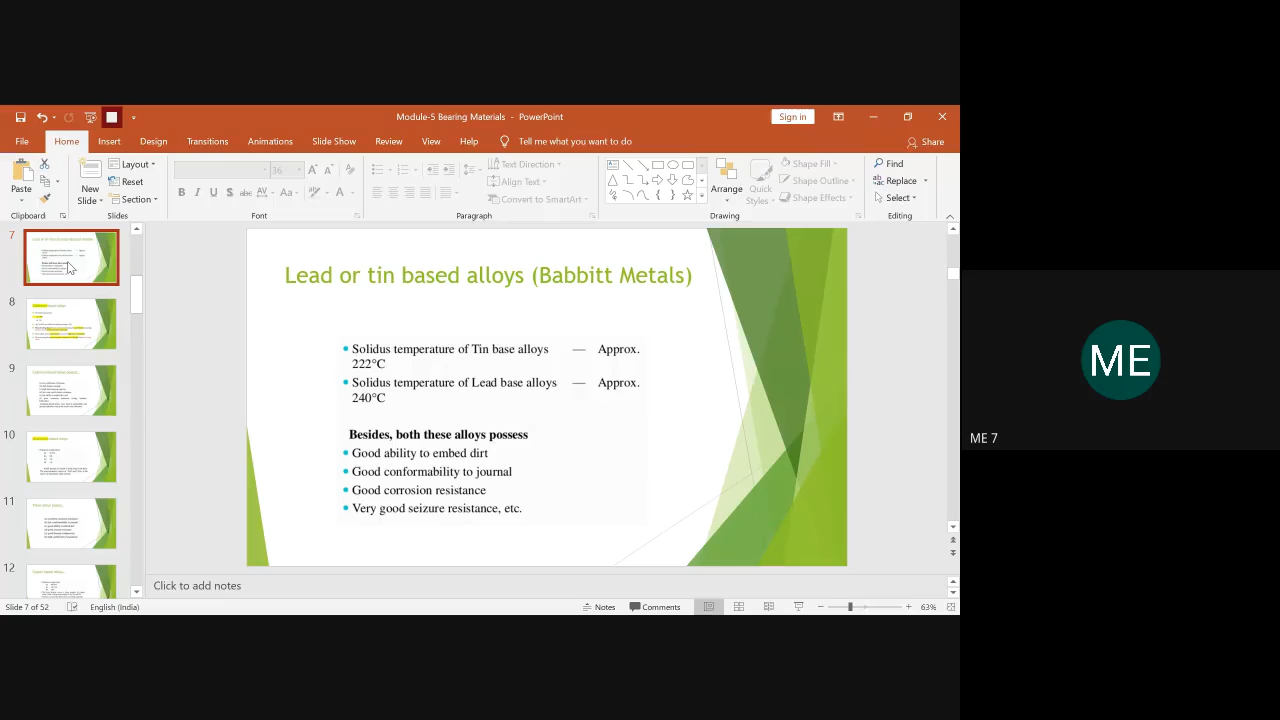 Module-5 Bearing Materials - PowerPoint
Sign in
File Home Insert Design Transitions Animations Slide Show Review View Help Tell me what you want to do Share
Paste
New Slide
Layout
Reset
Section
36
B I U S abc AV Aa A
Text Direction
Align Text
Convert to SmartArt
Arrange
Quick Styles
Shape Fill
Shape Outline
Shape Effects
Find
Replace
Select
Clipboard Slides Font Paragraph Drawing Editing
7
8
9
10
11
12
Lead or tin based alloys (Babbitt Metals)
• Solidus temperature of Tin base alloys — Approx.
222°C
• Solidus temperature of Lead base alloys — Approx.
240°C
Besides, both these alloys possess
• Good ability to embed dirt
• Good conformability to journal
• Good corrosion resistance
• Very good seizure resistance, etc.
Click to add notes
Slide 7 of 52 English (India) Notes Comments 63%
ME
ME 7